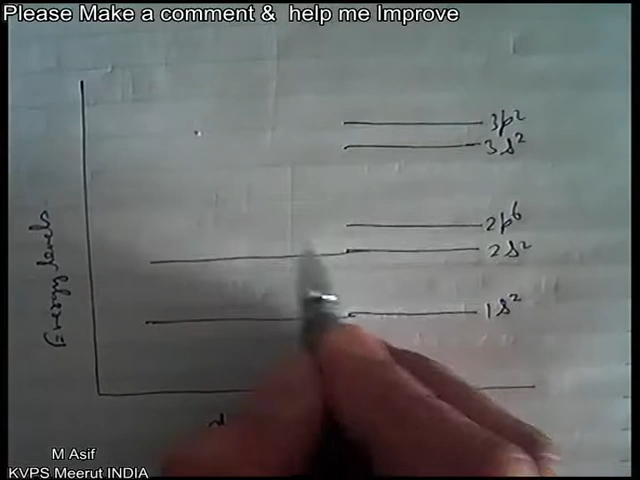 Please Make a comment & help me Improve
3p²
3s²
2p⁶
2s²
1s²
Energy levels
M Asif
KVPS Meerut INDIA